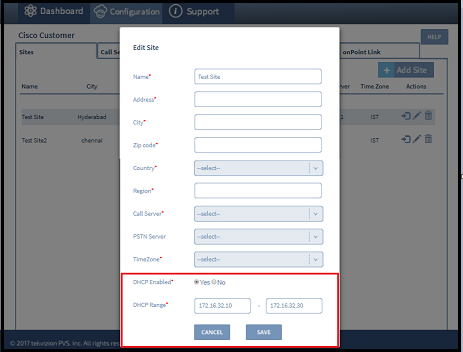 Dashboard Configuration Support
Cisco Customer
HELP
Sites Call Se onPoint Link
Add Site
Name City ver Time Zone Actions
Test Site Hyderabad 1 IST
Test Site2 chennai IST
Edit Site
Name* Test Site
Address*
City*
Zip code*
Country* --select--
Region*
Call Server* --select--
PSTN Server --select--
TimeZone* --select--
DHCP Enabled* Yes No
DHCP Range* 172.16.32.10 - 172.16.32.30
CANCEL SAVE
© 2017 tekvizion PVS, Inc. All rights res